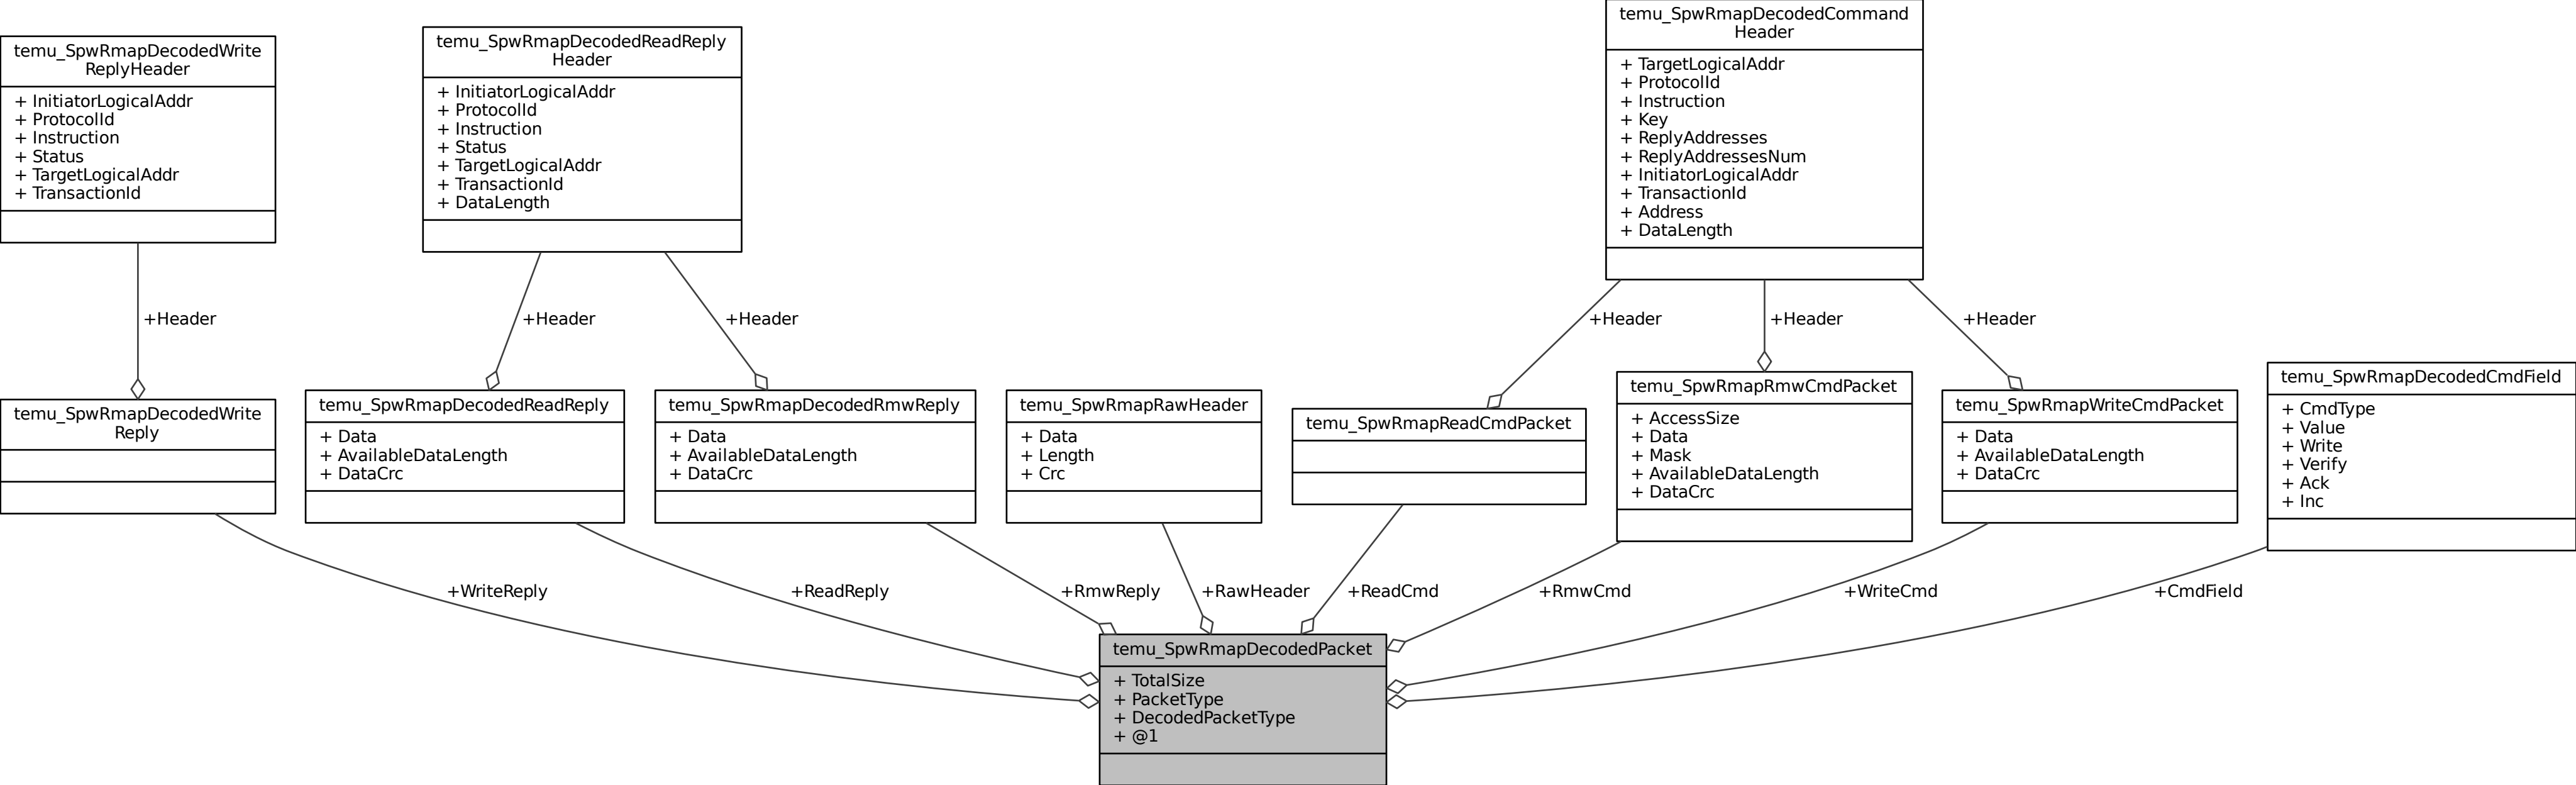 temu_SpwRmapDecodedWrite
ReplyHeader
+ InitiatorLogicalAddr
+ ProtocolId
+ Instruction
+ Status
+ TargetLogicalAddr
+ TransactionId
temu_SpwRmapDecodedReadReply
Header
+ InitiatorLogicalAddr
+ ProtocolId
+ Instruction
+ Status
+ TargetLogicalAddr
+ TransactionId
+ DataLength
temu_SpwRmapDecodedCommand
Header
+ TargetLogicalAddr
+ ProtocolId
+ Instruction
+ Key
+ ReplyAddresses
+ ReplyAddressesNum
+ InitiatorLogicalAddr
+ TransactionId
+ Address
+ DataLength
+Header
+Header
+Header
+Header
+Header
+Header
temu_SpwRmapDecodedWrite
Reply
temu_SpwRmapDecodedReadReply
+ Data
+ AvailableDataLength
+ DataCrc
temu_SpwRmapDecodedRmwReply
+ Data
+ AvailableDataLength
+ DataCrc
temu_SpwRmapRawHeader
+ Data
+ Length
+ Crc
temu_SpwRmapReadCmdPacket
temu_SpwRmapRmwCmdPacket
+ AccessSize
+ Data
+ Mask
+ AvailableDataLength
+ DataCrc
temu_SpwRmapWriteCmdPacket
+ Data
+ AvailableDataLength
+ DataCrc
temu_SpwRmapDecodedCmdField
+ CmdType
+ Value
+ Write
+ Verify
+ Ack
+ Inc
+WriteReply
+ReadReply
+RmwReply
+RawHeader
+ReadCmd
+RmwCmd
+WriteCmd
+CmdField
temu_SpwRmapDecodedPacket
+ TotalSize
+ PacketType
+ DecodedPacketType
+ @1